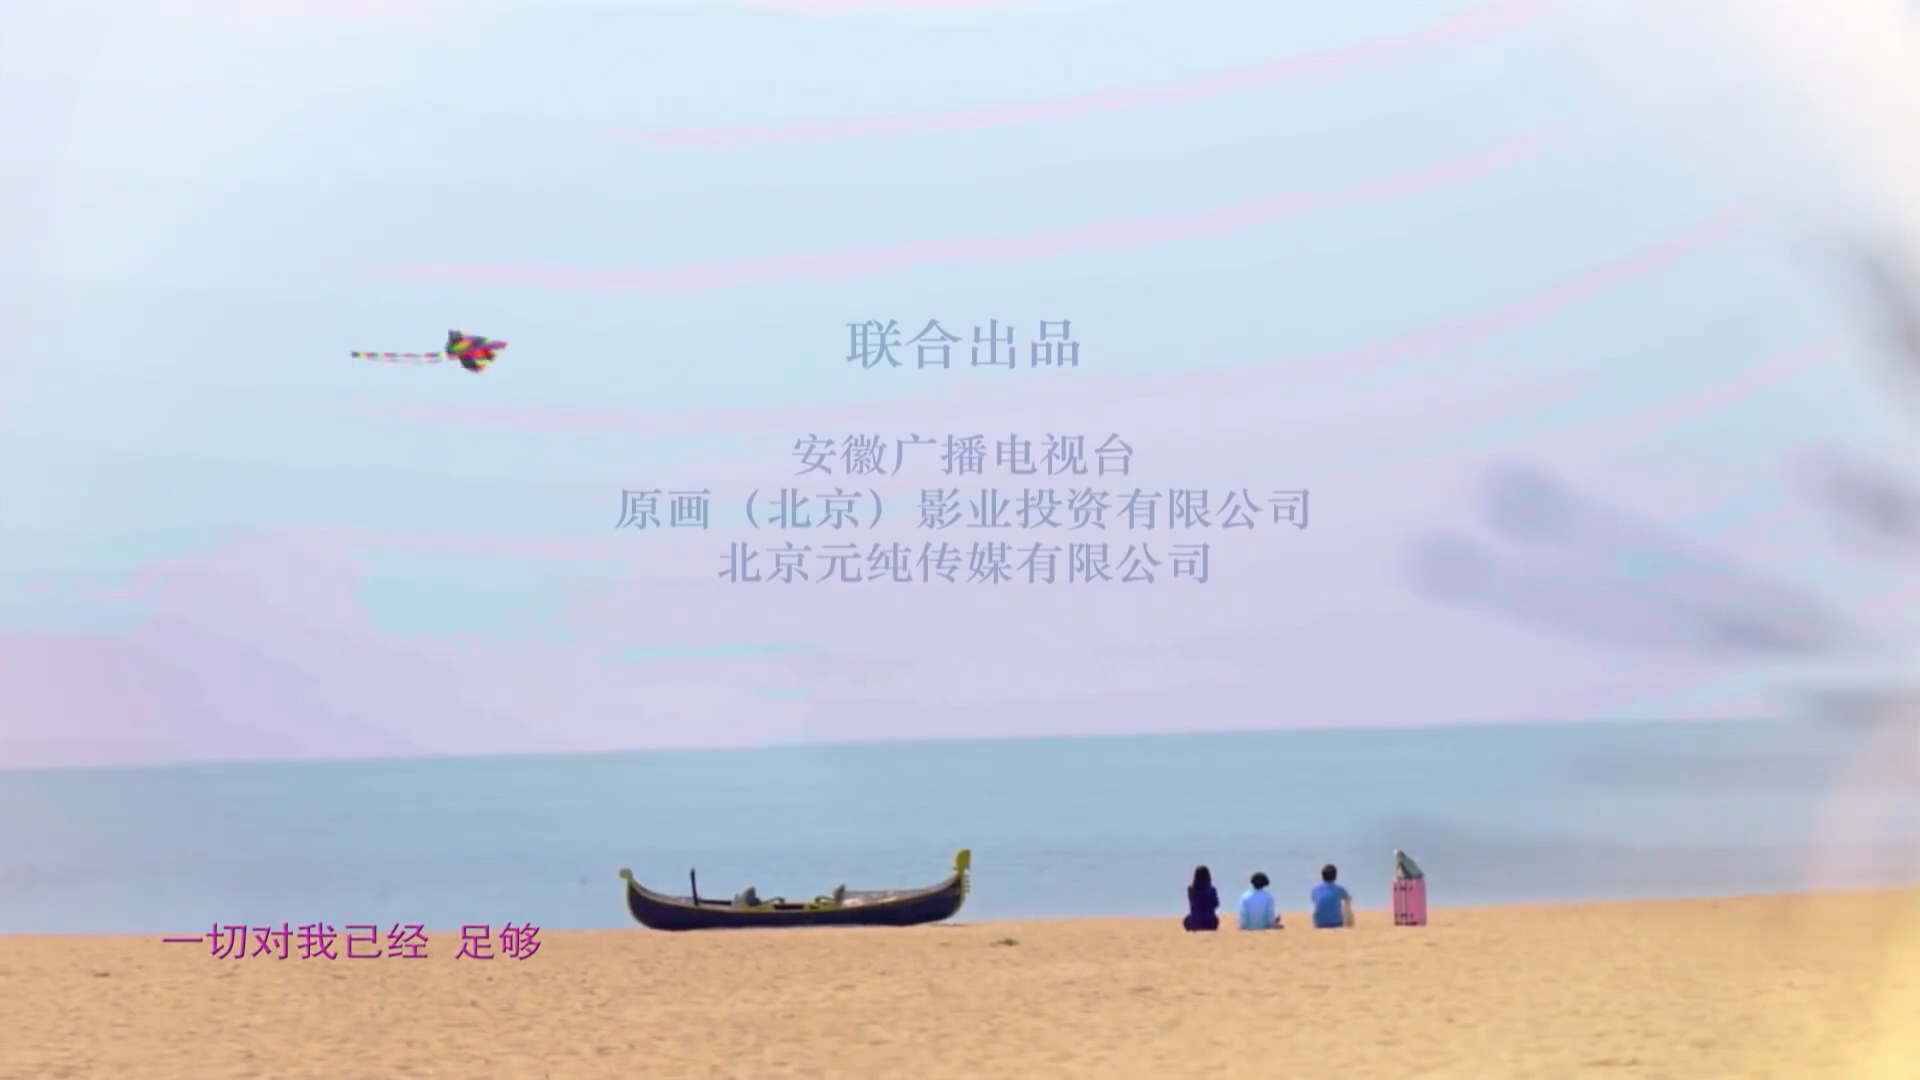 联合出品
安徽广播电视台
原画（北京）影业投资有限公司
北京元纯传媒有限公司
一切对我已经 足够